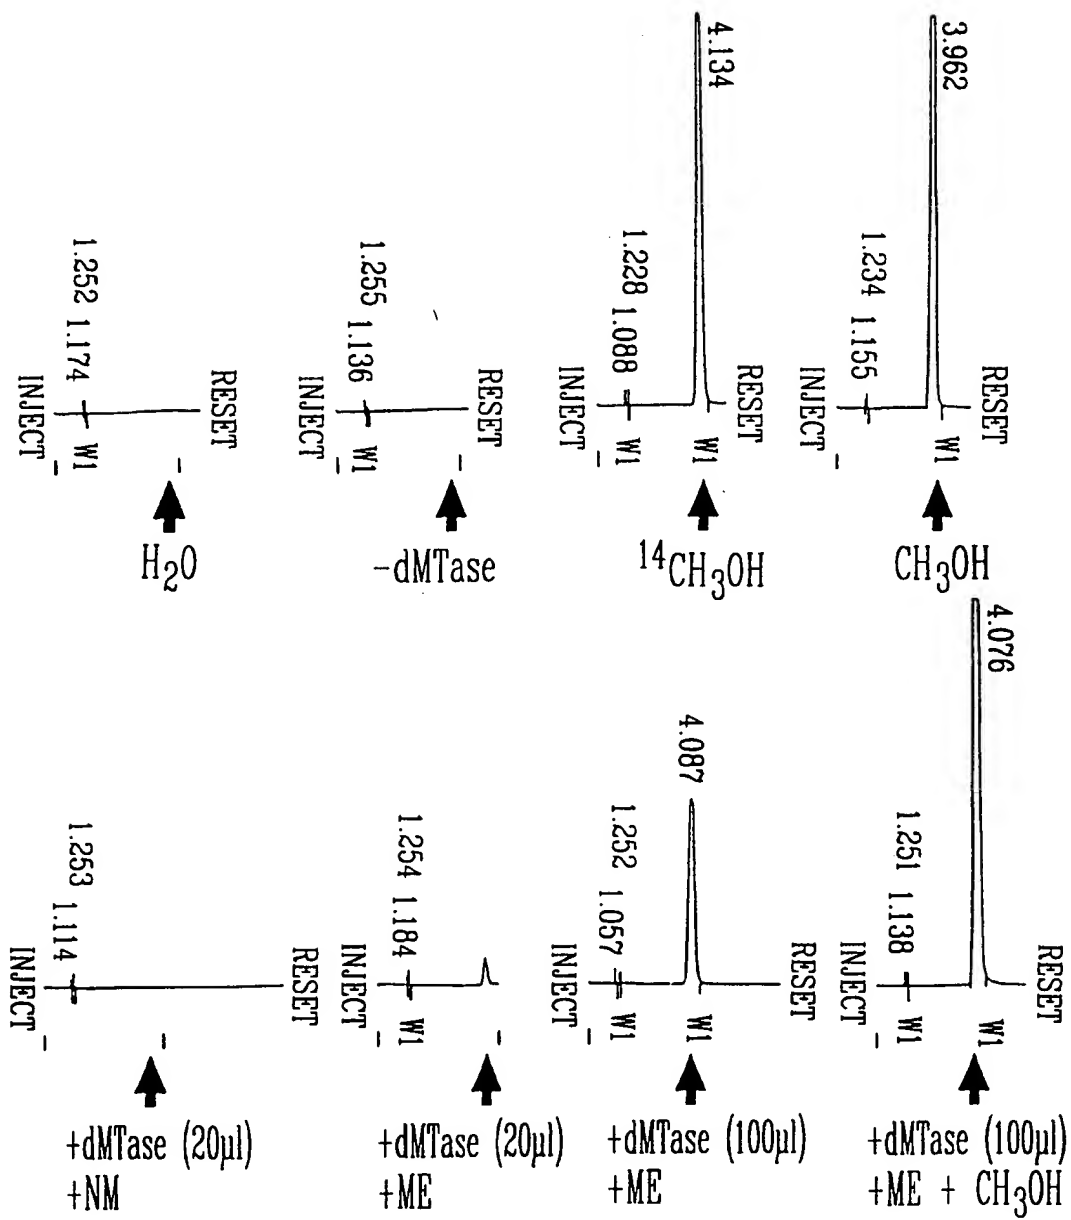 4.134
1.228 1.088
INJECT
RESET
W1
W1
¹⁴CH₃OH
3.962
1.234 1.155
INJECT
RESET
W1
CH₃OH
1.252 1.174
INJECT
RESET
W1
H₂O
1.255 1.136
INJECT
RESET
W1
-dMTase
1.253 1.114
INJECT
RESET
+dMTase (20µl)
+NM
1.254 1.184
INJECT
W1
+dMTase (20µl)
+ME
4.087
1.252 1.057
INJECT
RESET
W1
W1
+dMTase (100µl)
+ME
4.076
1.251 1.138
INJECT
RESET
W1
W1
+dMTase (100µl)
+ME + CH₃OH